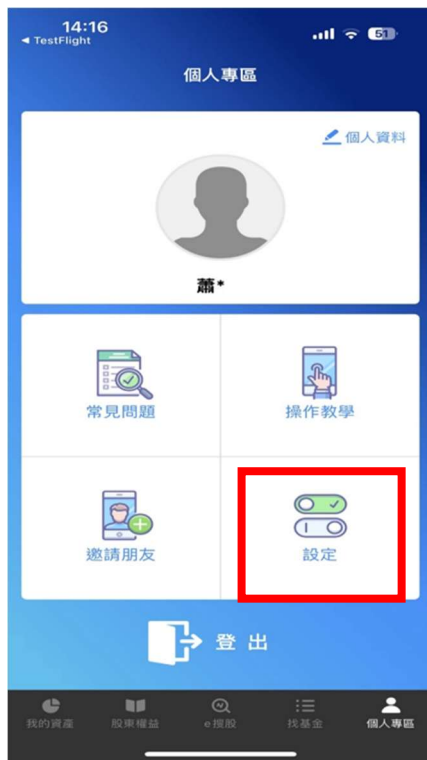 14:16
51
◀ TestFlight
個人專區
個人資料
蕭*
常見問題
操作教學
邀請朋友
設定
登出
我的資產
股東權益
e搜股
找基金
個人專區